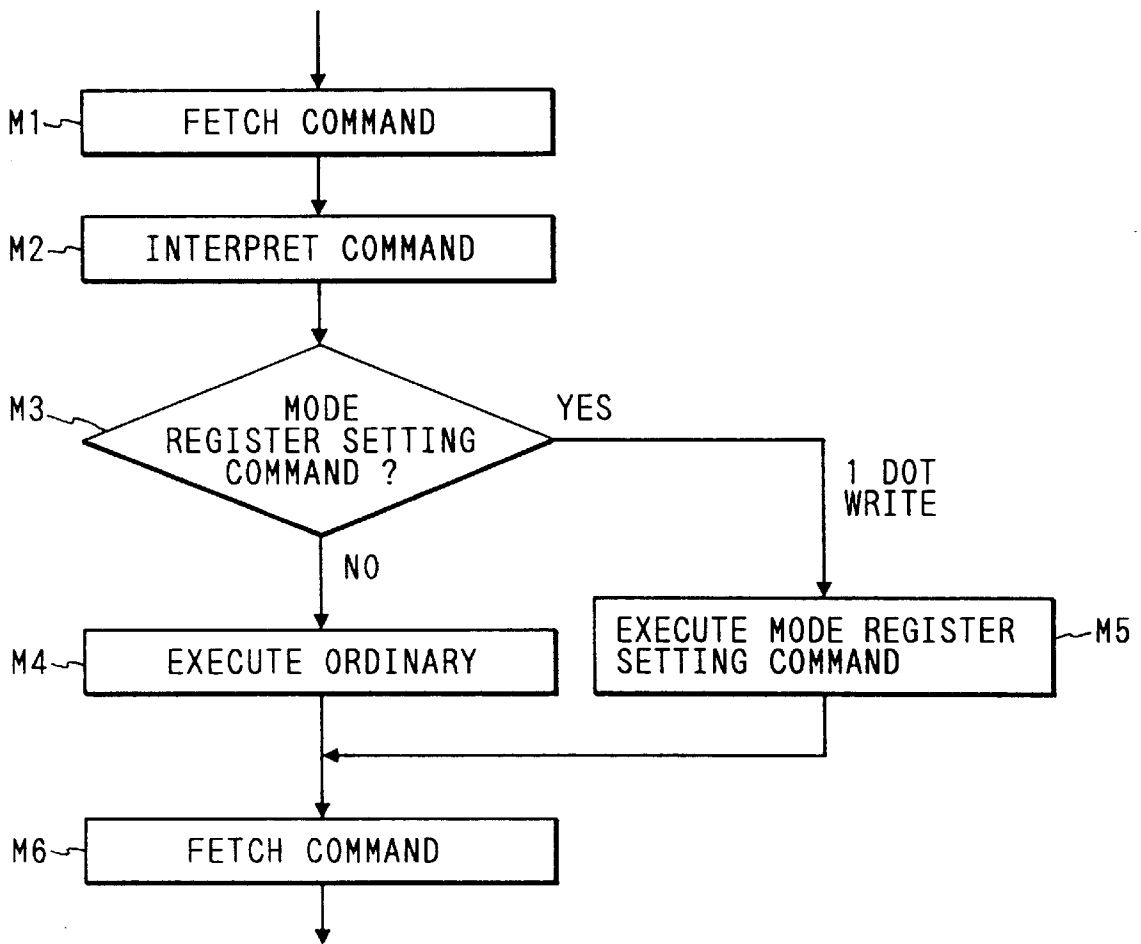 M1
FETCH COMMAND
M2
INTERPRET COMMAND
M3
MODE
REGISTER SETTING
COMMAND ?
YES
1 DOT
WRITE
NO
M4
EXECUTE ORDINARY
EXECUTE MODE REGISTER
SETTING COMMAND
M5
M6
FETCH COMMAND